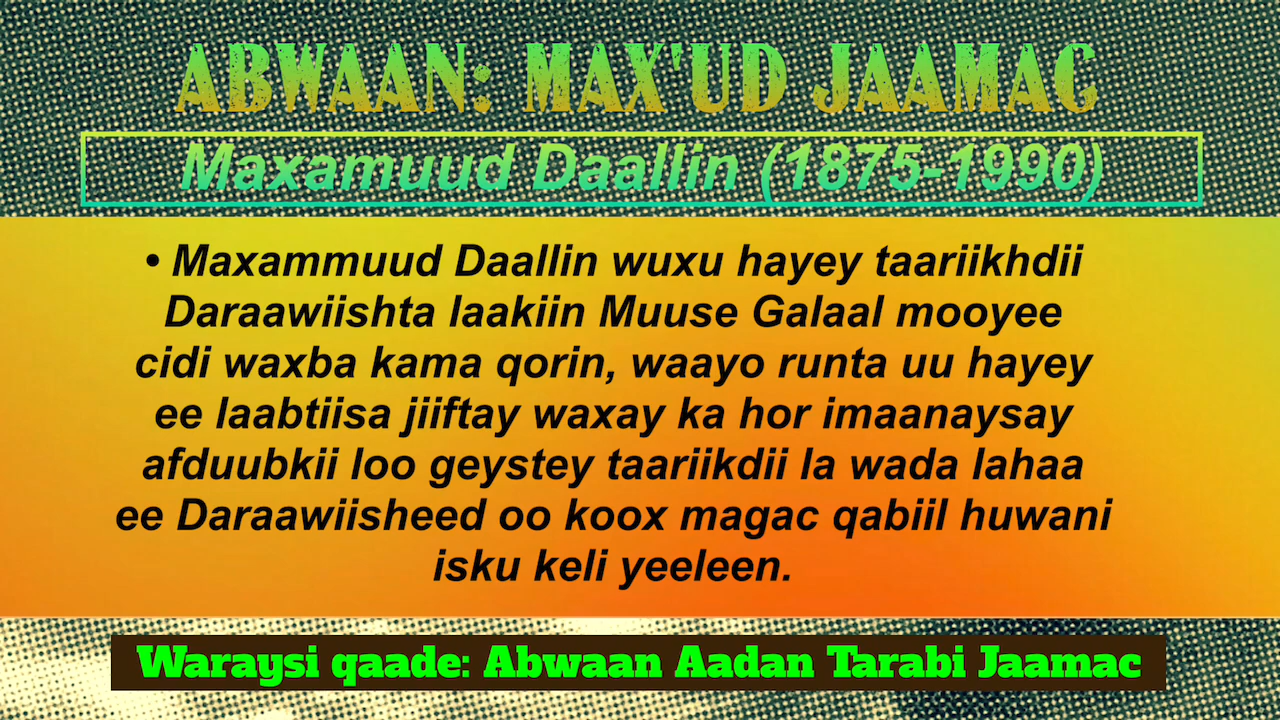 ABWAAN: MAX'UD JAAMAC
Maxamuud Daallin (1875-1990)
• Maxammuud Daallin wuxu hayey taariikhdii
Daraawiishta laakiin Muuse Galaal mooyee
cidi waxba kama qorin, waayo runta uu hayey
ee laabtiisa jiiftay waxay ka hor imaanaysay
afduubkii loo geystey taariikdii la wada lahaa
ee Daraawiisheed oo koox magac qabiil huwani
isku keli yeeleen.
Waraysi qaade: Abwaan Aadan Tarabi Jaamac